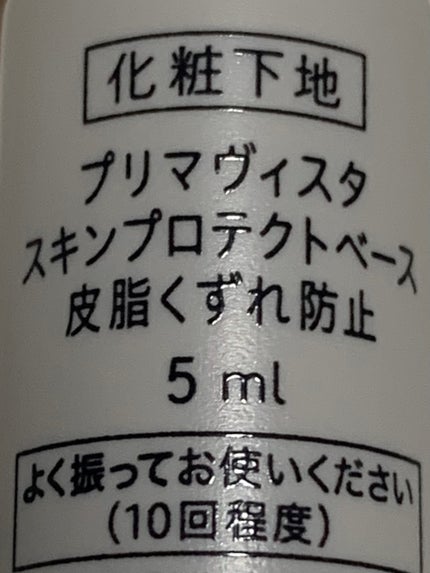 化粧下地
プリマヴィスタ
スキンプロテクトベース
皮脂くずれ防止
5 ml
よく振ってお使いください
(10回程度)